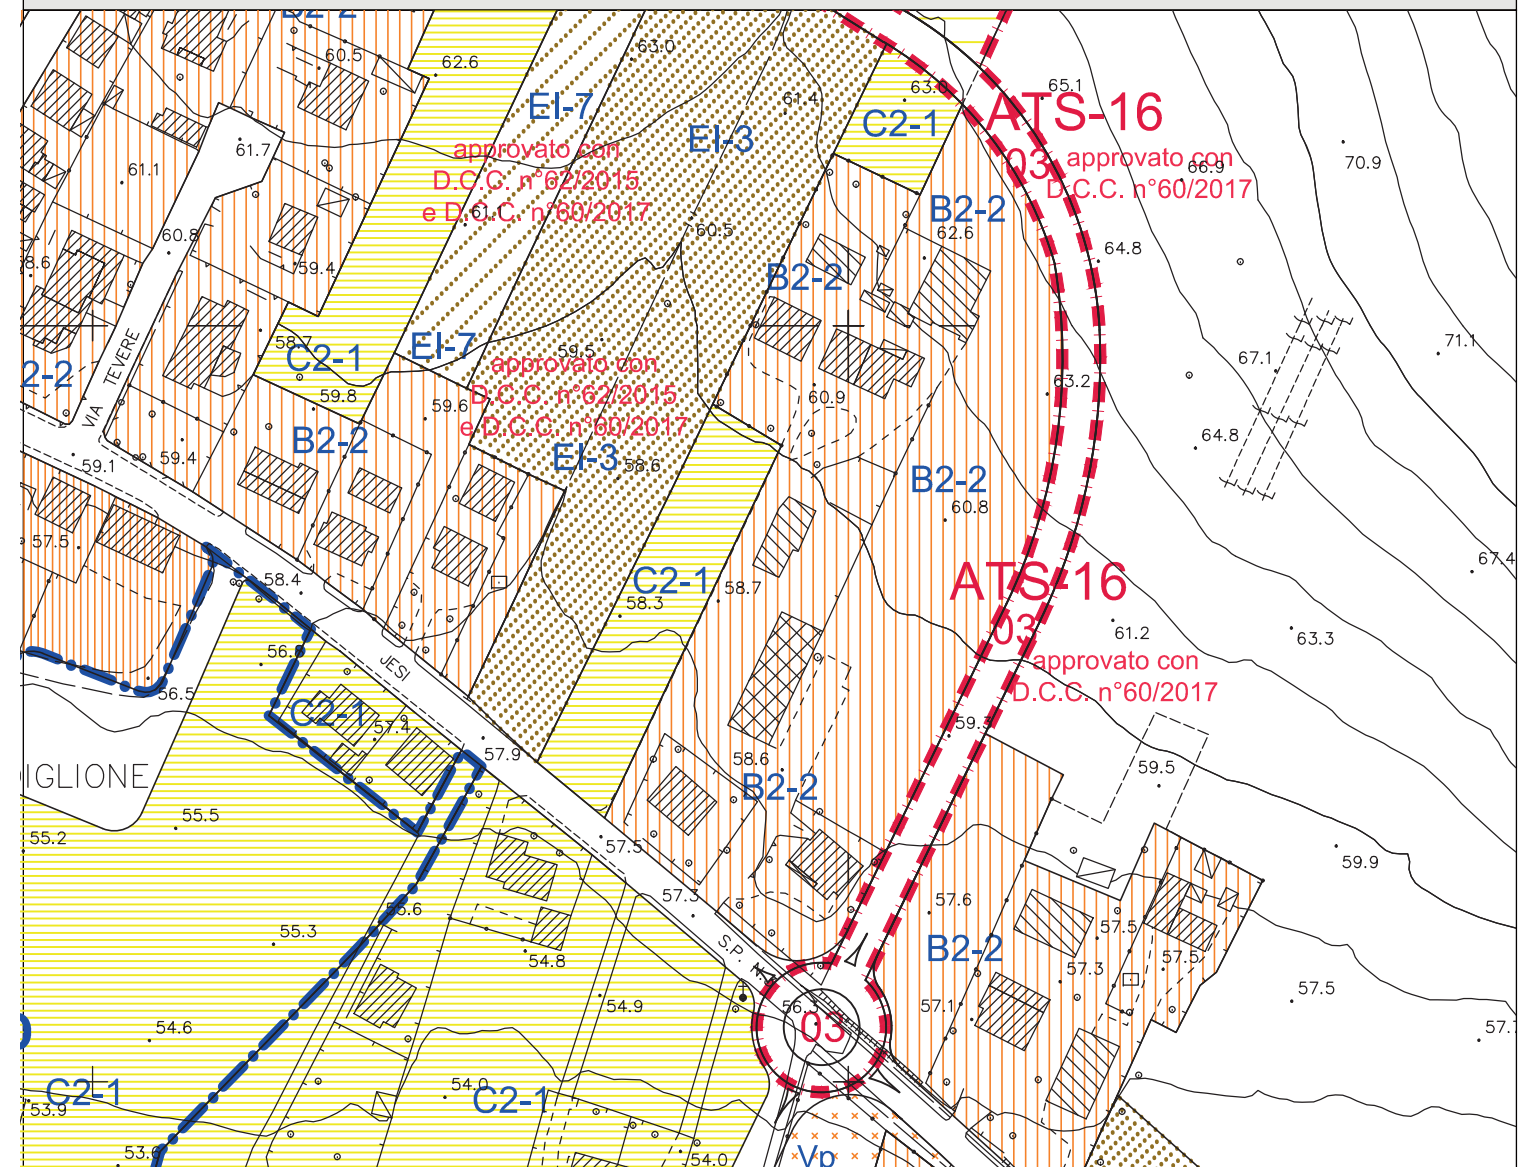 B2-2
60.5
62.6
63.0
EI-7
61.4
63.0
65.1
C2-1
ATS-16
EI-3
61.7
61.1
approvato con
D.C.C. n°62/2015
e D.C.C. n°60/2017
61.1
03
approvato con
D.C.C. n°60/2017
66.9
70.9
B2-2
62.6
60.8
60.5
64.8
59.4
B2-2
58.7
C2-1
EI-7
59.5
approvato con
D.C.C. n°62/2015
e D.C.C. n°60/2017
67.1
71.1
63.2
60.9
59.8
59.6
VIA TEVERE
B2-2
64.8
59.1
59.4
EI-3
58.6
B2-2
60.8
57.5
67.4
58.4
C2-1
58.7
58.3
ATS-16
03
61.2
63.3
approvato con
D.C.C. n°60/2017
JESI
56.5
C2-1
57.4
59.3
57.9
58.6
59.5
IGLIONE
B2-2
55.5
55.2
57.5
59.9
57.3
57.6
55.6
57.5
55.3
S.P. N.
B2-2
54.8
57.3
57.5
54.9
56.3
57.1
57.5
54.6
03
C2-1
54.0
C2-1
53.9
54.0
Vp